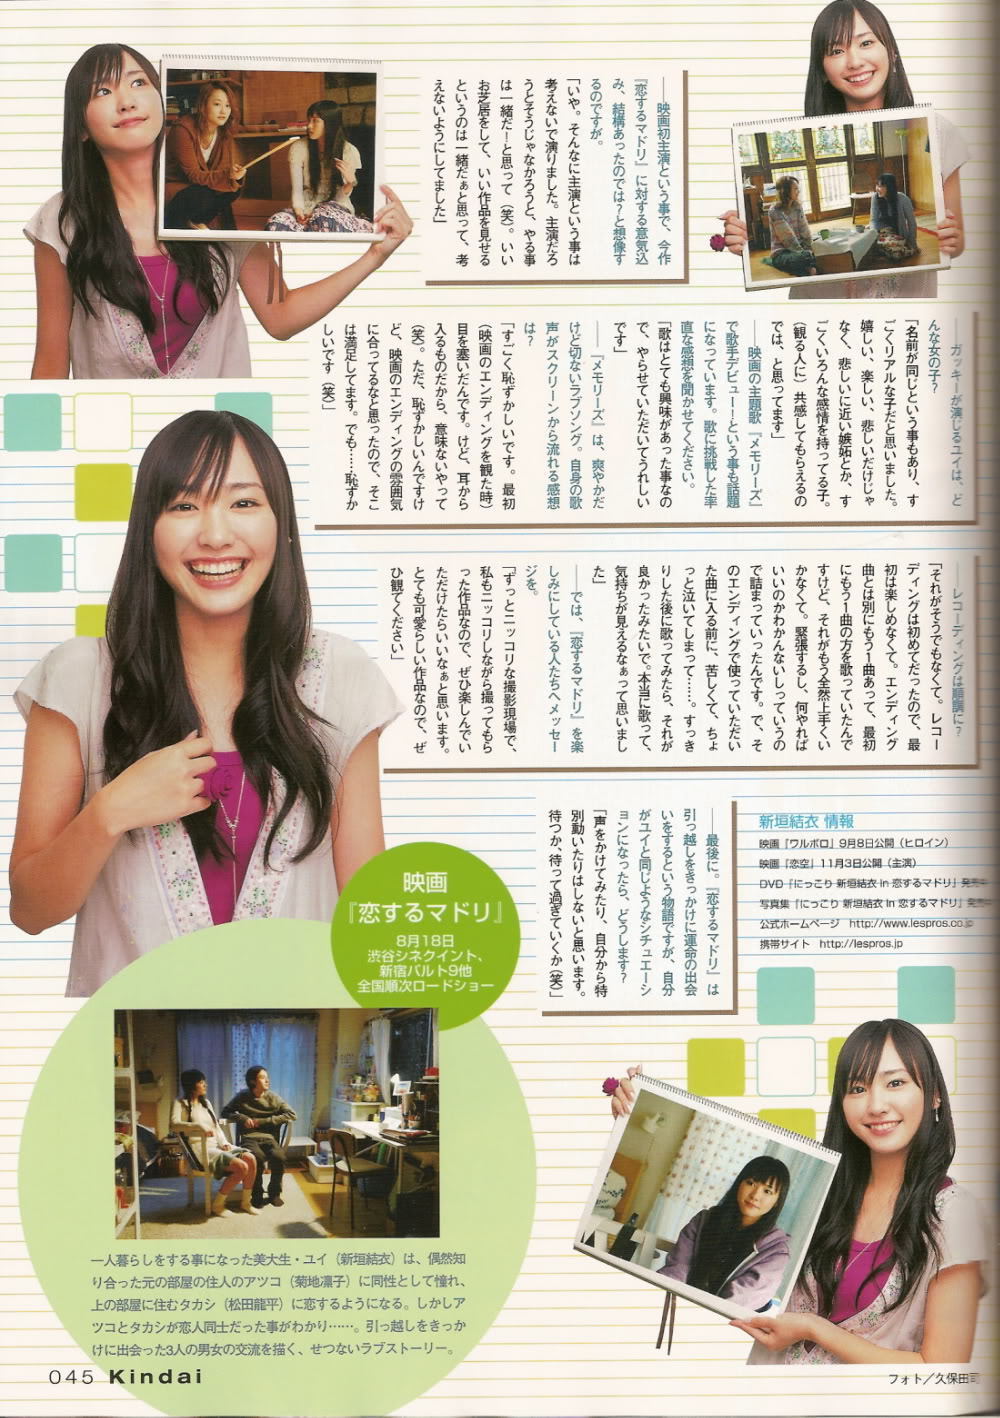 ――映画初主演という事で、今作
『恋するマドリ』に対する意気込
み、結構あったのでは？と想像す
るのですが。
「いや。そんなに主演という事は
考えないで演りました。主演だろ
うとそうじゃなかろうと、やる事
は一緒だ！と思って（笑）。いい
お芝居をして、いい作品を見せる
というのは一緒だぁと思って、考
えないようにしてました」
――ガッキーが演じるユイは、ど
んな女の子？
「名前が同じという事もあり、す
ごくリアルな子だと思いました。
嬉しい、楽しい、悲しいだけじゃ
なく、悲しいに近い嫉妬とか、す
ごくいろんな感情を持ってる子。
（観る人に）共感してもらえるの
では、と思ってます」
――映画の主題歌『メモリーズ』
で歌手デビュー！という事も話題
になっています。歌に挑戦した率
直な感想を聞かせてください。
「歌はとても興味があった事なの
で、やらせていただいてうれしい
です」
――『メモリーズ』は、爽やかだ
けど切ないラブソング。自身の歌
声がスクリーンから流れる感想
は？
「すごく恥ずかしいです。最初
（映画のエンディングを観た時）
目を塞いだんです。けど、耳から
入るものだから、意味ないやって
（笑）。ただ、恥ずかしいんですけ
ど、映画のエンディングの雰囲気
に合ってるなと思ったので、そこ
は満足してます。でも……恥ずか
しいです（笑）」
――レコーディングは順調に？
「それがそうでもなくて。レコー
ディングは初めてだったので、最
初は楽しめなくて。エンディング
曲とは別にもう1曲あって、最初
にもう1曲の方を歌っていたんで
すけど、それがもう全然上手くい
かなくて。緊張するし、何やれば
いいのかわかんないしっていうの
で詰まっていったんです。で、そ
のエンディングで使っていただい
た曲に入る前に、苦しくて、ちょ
っと泣いてしまって……。すっき
りした後に歌ってみたら、それが
良かったみたいで。本当に歌って、
気持ちが見えるなぁって思いまし
た」
――では、『恋するマドリ』を楽
しみにしている人たちへメッセー
ジを。
「ずっとニッコリな撮影現場で、
私もニッコリしながら撮ってもら
った作品なので、ぜひ楽しんでい
ただけたらいいなぁと思います。
とても可愛らしい作品なので、ぜ
ひ観てください」
――最後に。『恋するマドリ』は
引っ越しをきっかけに運命の出会
いをするという物語ですが、自分
がユイと同じようなシチュエーシ
ョンになったら、どうします？
「声をかけてみたり、自分から特
別動いたりはしないと思います。
待つか、待って過ぎていくか（笑）」
新垣結衣 情報
映画『ワルボロ』9月8日公開（ヒロイン）
映画『恋空』11月3日公開（主演）
DVD『にっこり 新垣結衣 in 恋するマドリ』発売中
写真集『にっこり 新垣結衣 in 恋するマドリ』発売
公式ホームページ　http://www.lespros.co.jp
携帯サイト　http://lespros.jp
映画
『恋するマドリ』
8月18日
渋谷シネクイント、
新宿バルト9他
全国順次ロードショー
一人暮らしをする事になった美大生・ユイ（新垣結衣）は、偶然知
り合った元の部屋の住人のアツコ（菊地凛子）に同性として憧れ、
上の部屋に住むタカシ（松田龍平）に恋するようになる。しかしア
ツコとタカシが恋人同士だった事がわかり……。引っ越しをきっか
けに出会った3人の男女の交流を描く、せつないラブストーリー。
045 Kindai
フォト／久保田司